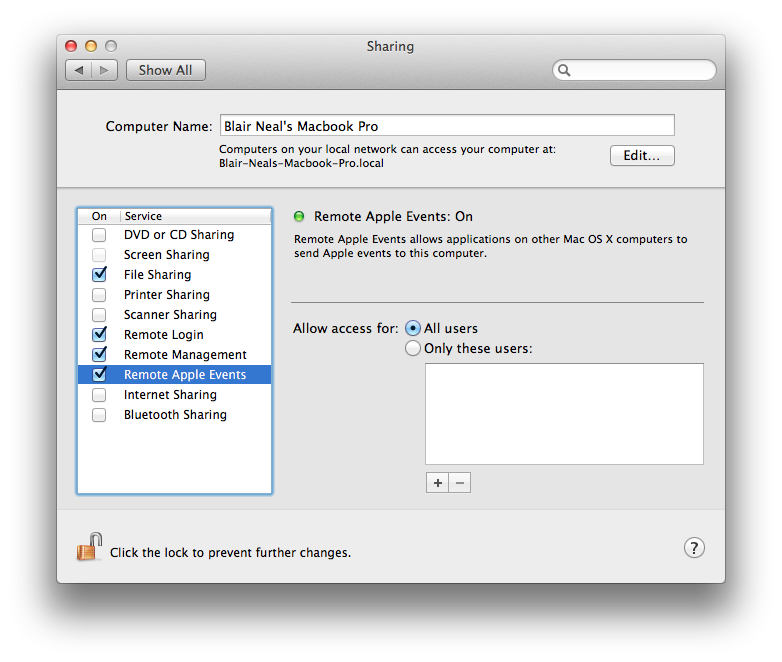 Sharing
Show All
Computer Name: Blair Neal's Macbook Pro
Computers on your local network can access your computer at:
Blair-Neals-Macbook-Pro.local
Edit...
On Service
DVD or CD Sharing
Screen Sharing
File Sharing
Printer Sharing
Scanner Sharing
Remote Login
Remote Management
Remote Apple Events
Internet Sharing
Bluetooth Sharing
Remote Apple Events: On
Remote Apple Events allows applications on other Mac OS X computers to
send Apple events to this computer.
Allow access for: All users
Only these users:
+ −
Click the lock to prevent further changes.
?